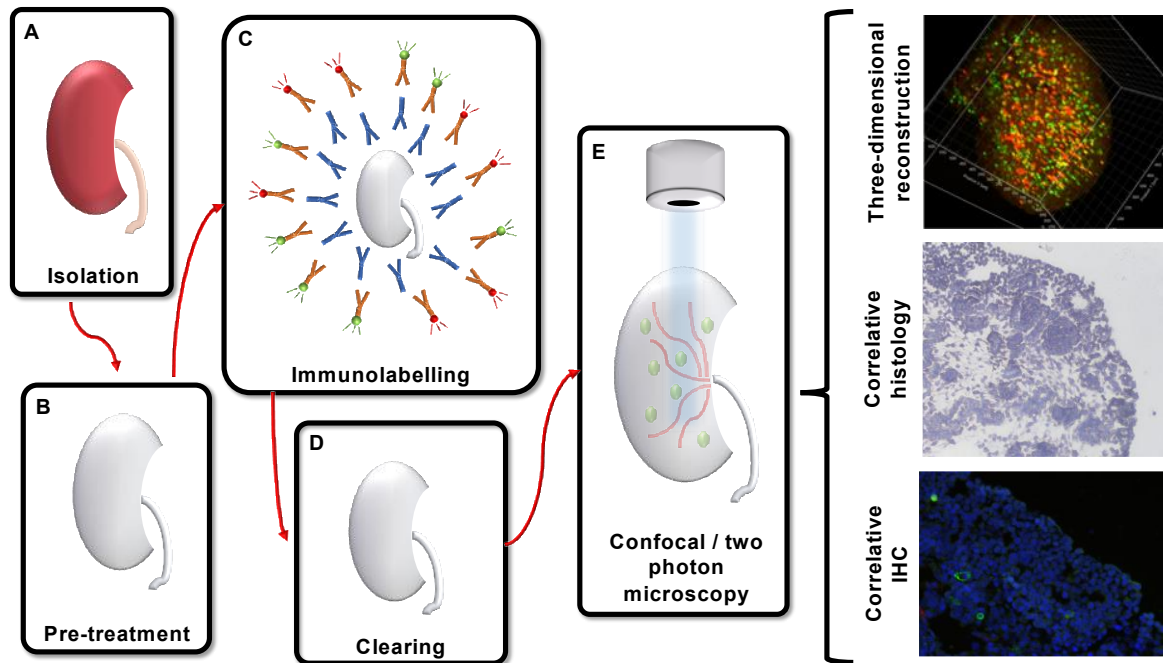 A
Isolation
B
Pre-treatment
C
Immunolabelling
D
Clearing
E
Confocal / two
photon
microscopy
Three-dimensional
reconstruction
Correlative
histology
Correlative
IHC